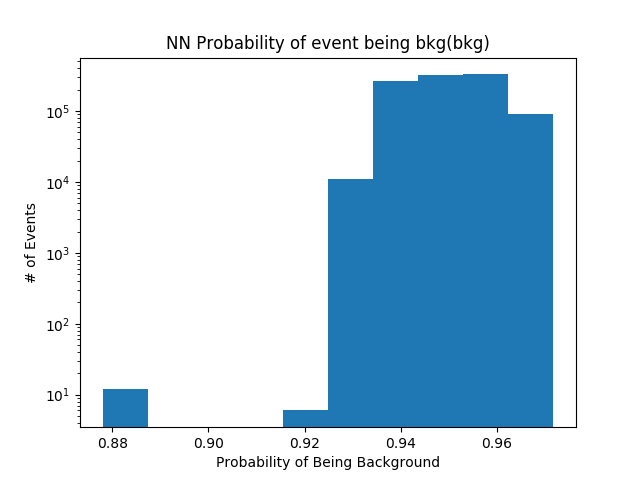 NN Probability of event being bkg(bkg)
# of Events
10^5
10^4
10^3
10^2
10^1
0.88 0.90 0.92 0.94 0.96
Probability of Being Background